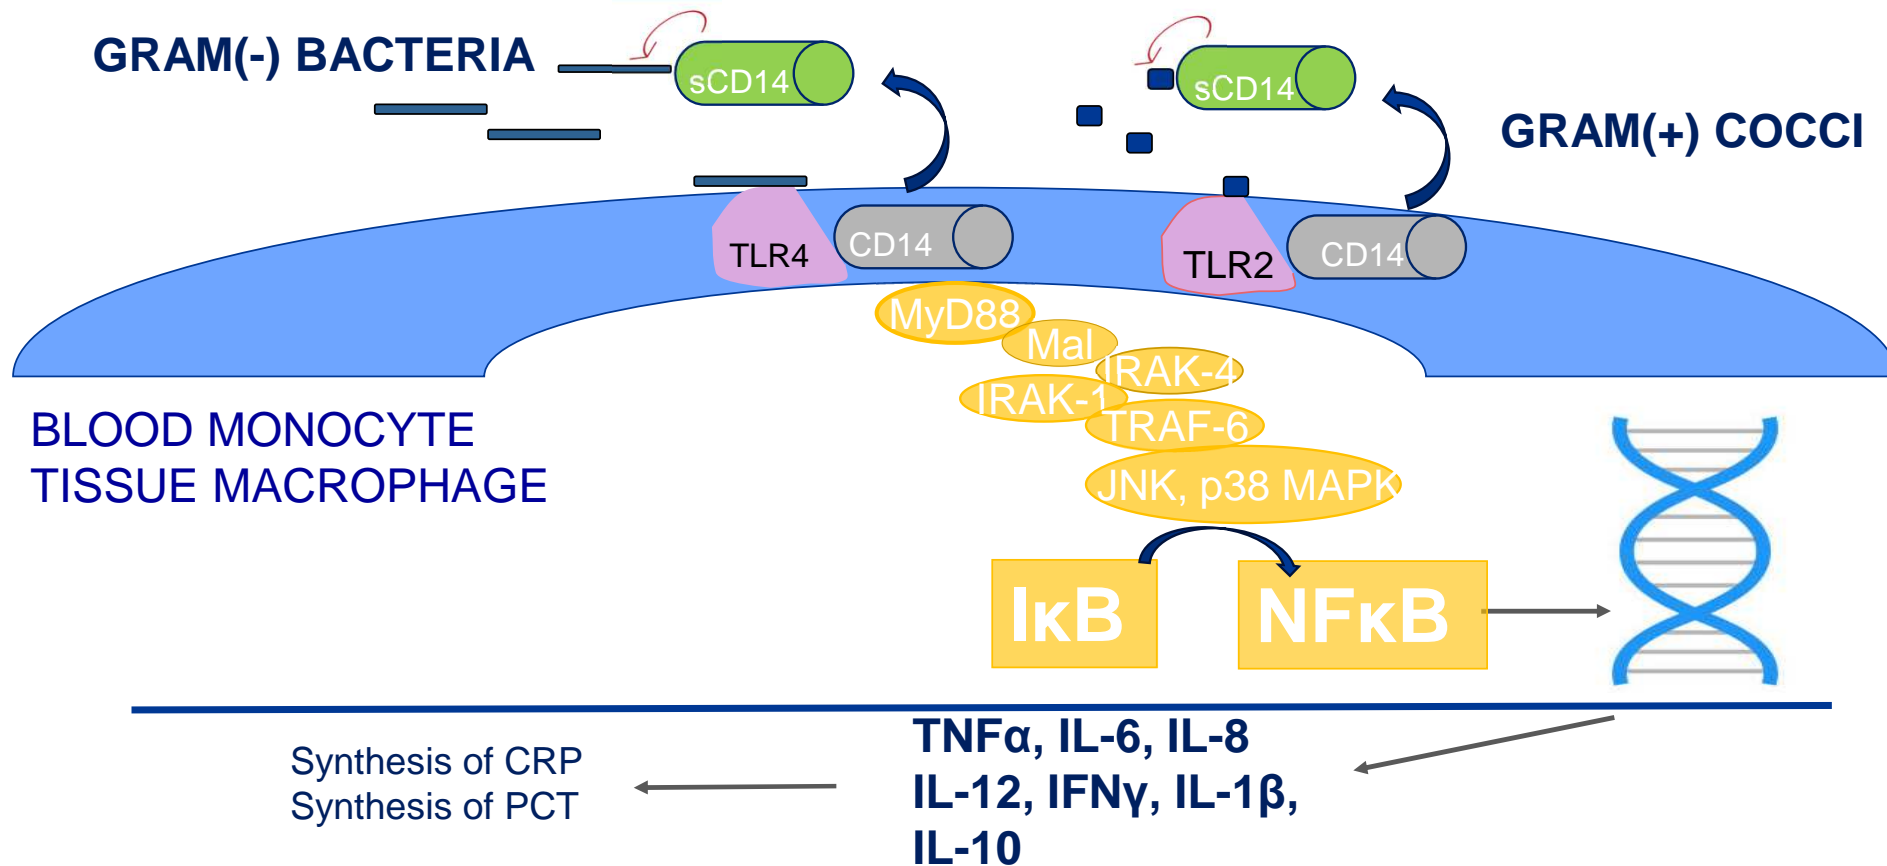 GRAM(-) BACTERIA
sCD14
sCD14
GRAM(+) COCCI
TLR4
CD14
TLR2
CD14
MyD88
Mal
IRAK-4
IRAK-1
TRAF-6
JNK, p38 MAPK
BLOOD MONOCYTE
TISSUE MACROPHAGE
IκB
NFκB
TNFα, IL-6, IL-8
IL-12, IFNγ, IL-1β,
IL-10
Synthesis of CRP
Synthesis of PCT